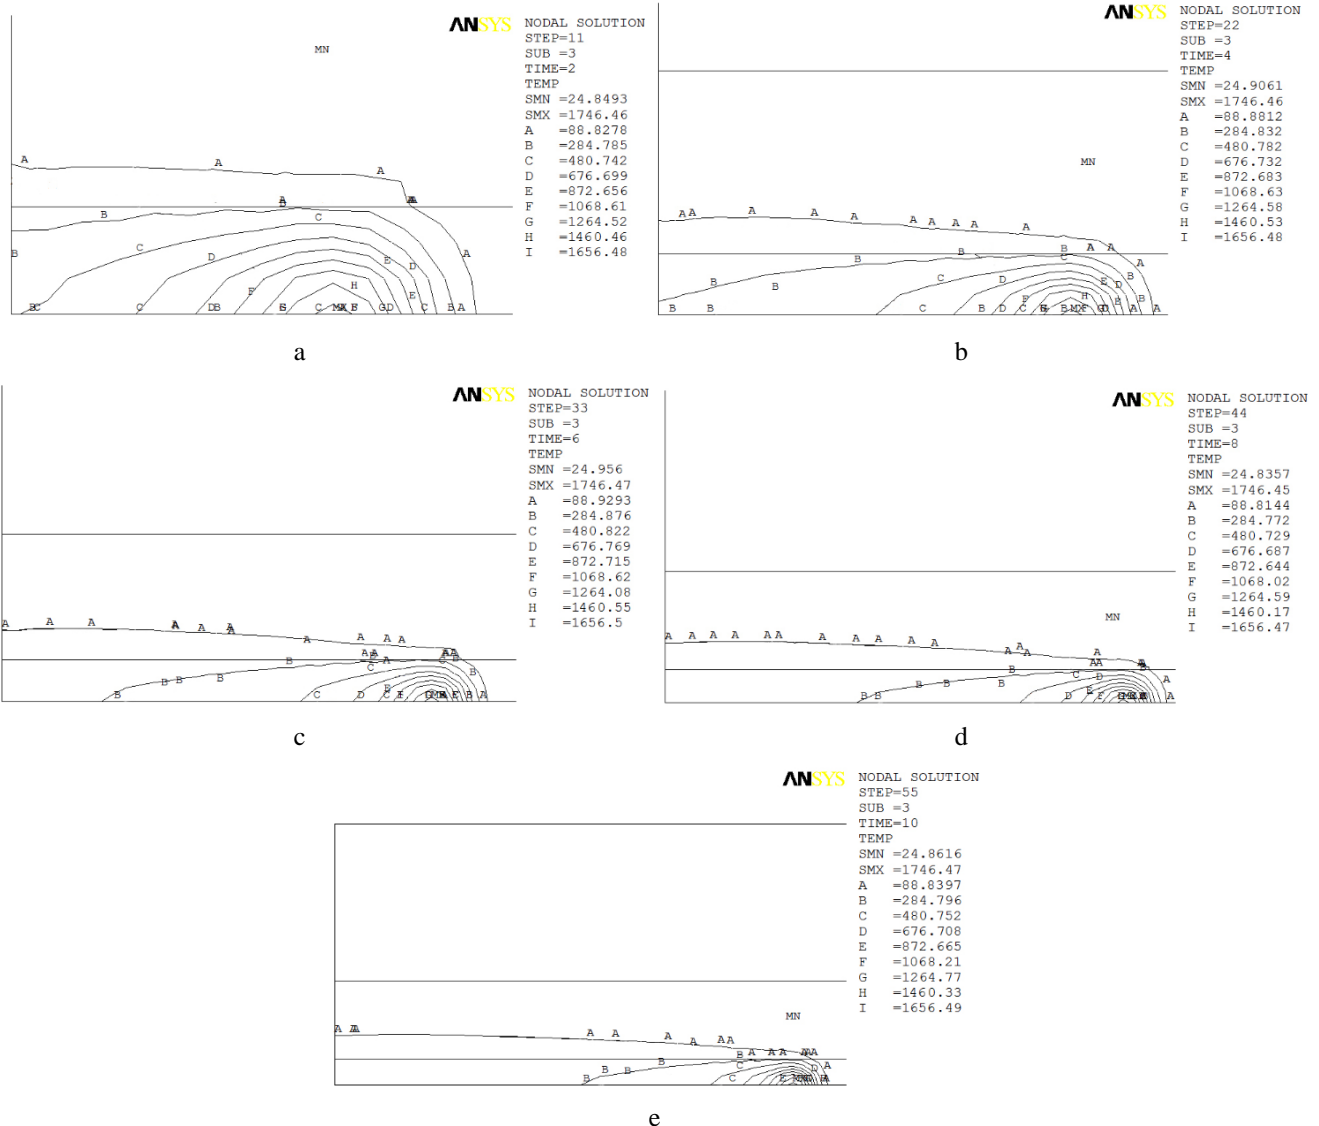 ANSYS
NODAL SOLUTION
STEP=11
SUB =3
TIME=2
TEMP
SMN =24.8493
SMX =1746.46
A =88.8278
B =284.785
C =480.742
D =676.699
E =872.656
F =1068.61
G =1264.52
H =1460.46
I =1656.48
MN
a
ANSYS
NODAL SOLUTION
STEP=22
SUB =3
TIME=4
TEMP
SMN =24.9061
SMX =1746.46
A =88.8812
B =284.832
C =480.782
D =676.732
E =872.683
F =1068.63
G =1264.58
H =1460.53
I =1656.48
MN
b
ANSYS
NODAL SOLUTION
STEP=33
SUB =3
TIME=6
TEMP
SMN =24.956
SMX =1746.47
A =88.9293
B =284.876
C =480.822
D =676.769
E =872.715
F =1068.62
G =1264.08
H =1460.55
I =1656.5
c
ANSYS
NODAL SOLUTION
STEP=44
SUB =3
TIME=8
TEMP
SMN =24.8357
SMX =1746.45
A =88.8144
B =284.772
C =480.729
D =676.687
E =872.644
F =1068.02
G =1264.59
H =1460.17
I =1656.47
MN
d
ANSYS
NODAL SOLUTION
STEP=55
SUB =3
TIME=10
TEMP
SMN =24.8616
SMX =1746.47
A =88.8397
B =284.796
C =480.752
D =676.708
E =872.665
F =1068.21
G =1264.77
H =1460.33
I =1656.49
MN
e